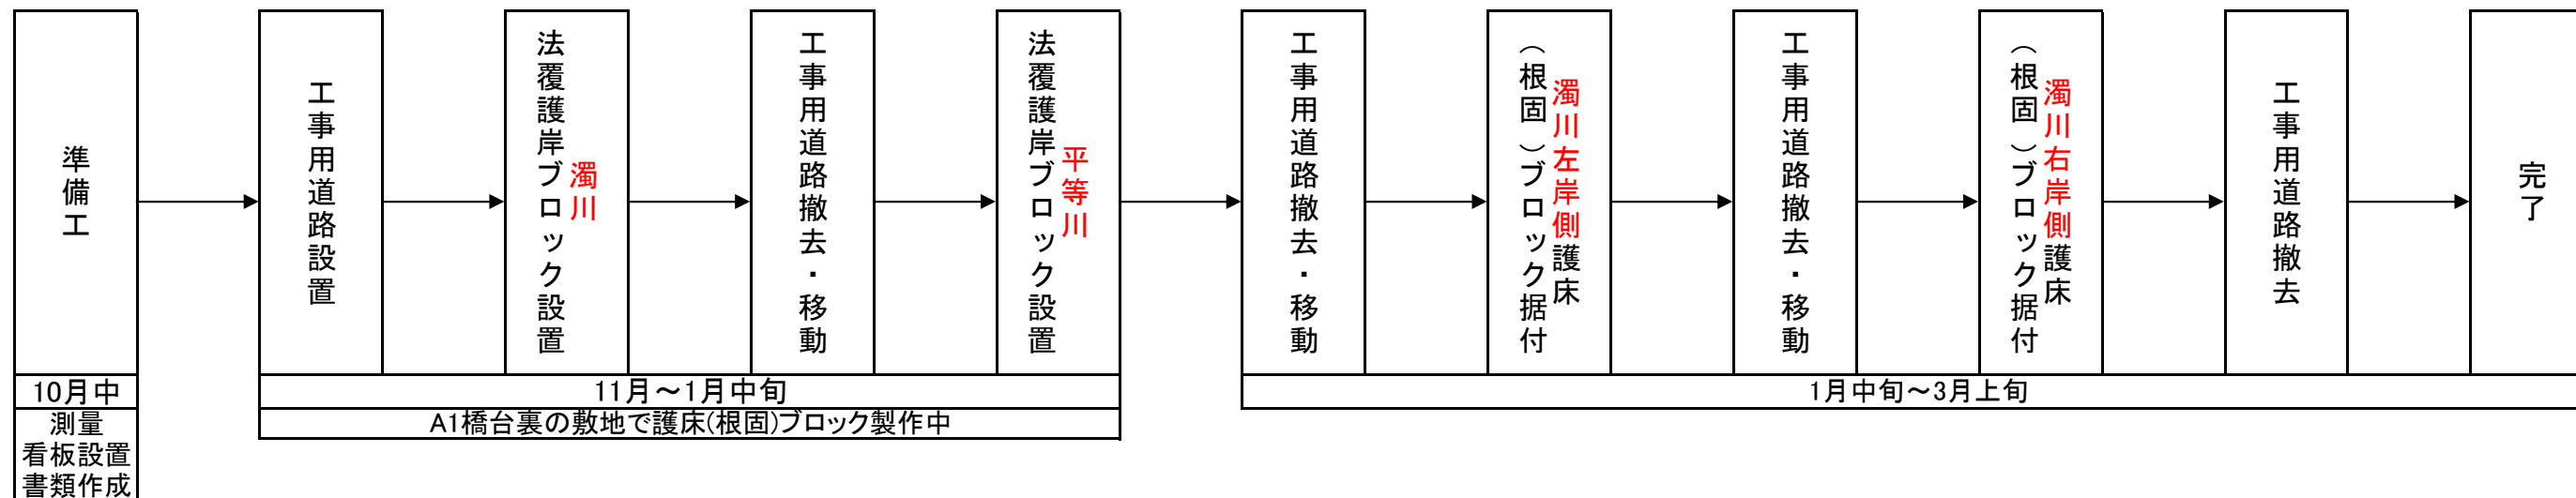 準備工
工事用道路設置
濁川
法覆護岸ブロック設置
工事用道路撤去・移動
平等川
法覆護岸ブロック設置
工事用道路撤去・移動
濁川左岸側護床
（根固）ブロック据付
工事用道路撤去・移動
濁川右岸側護床
（根固）ブロック据付
工事用道路撤去
完了
10月中
11月～1月中旬
1月中旬～3月上旬
測量
看板設置
書類作成
A1橋台裏の敷地で護床(根固)ブロック製作中